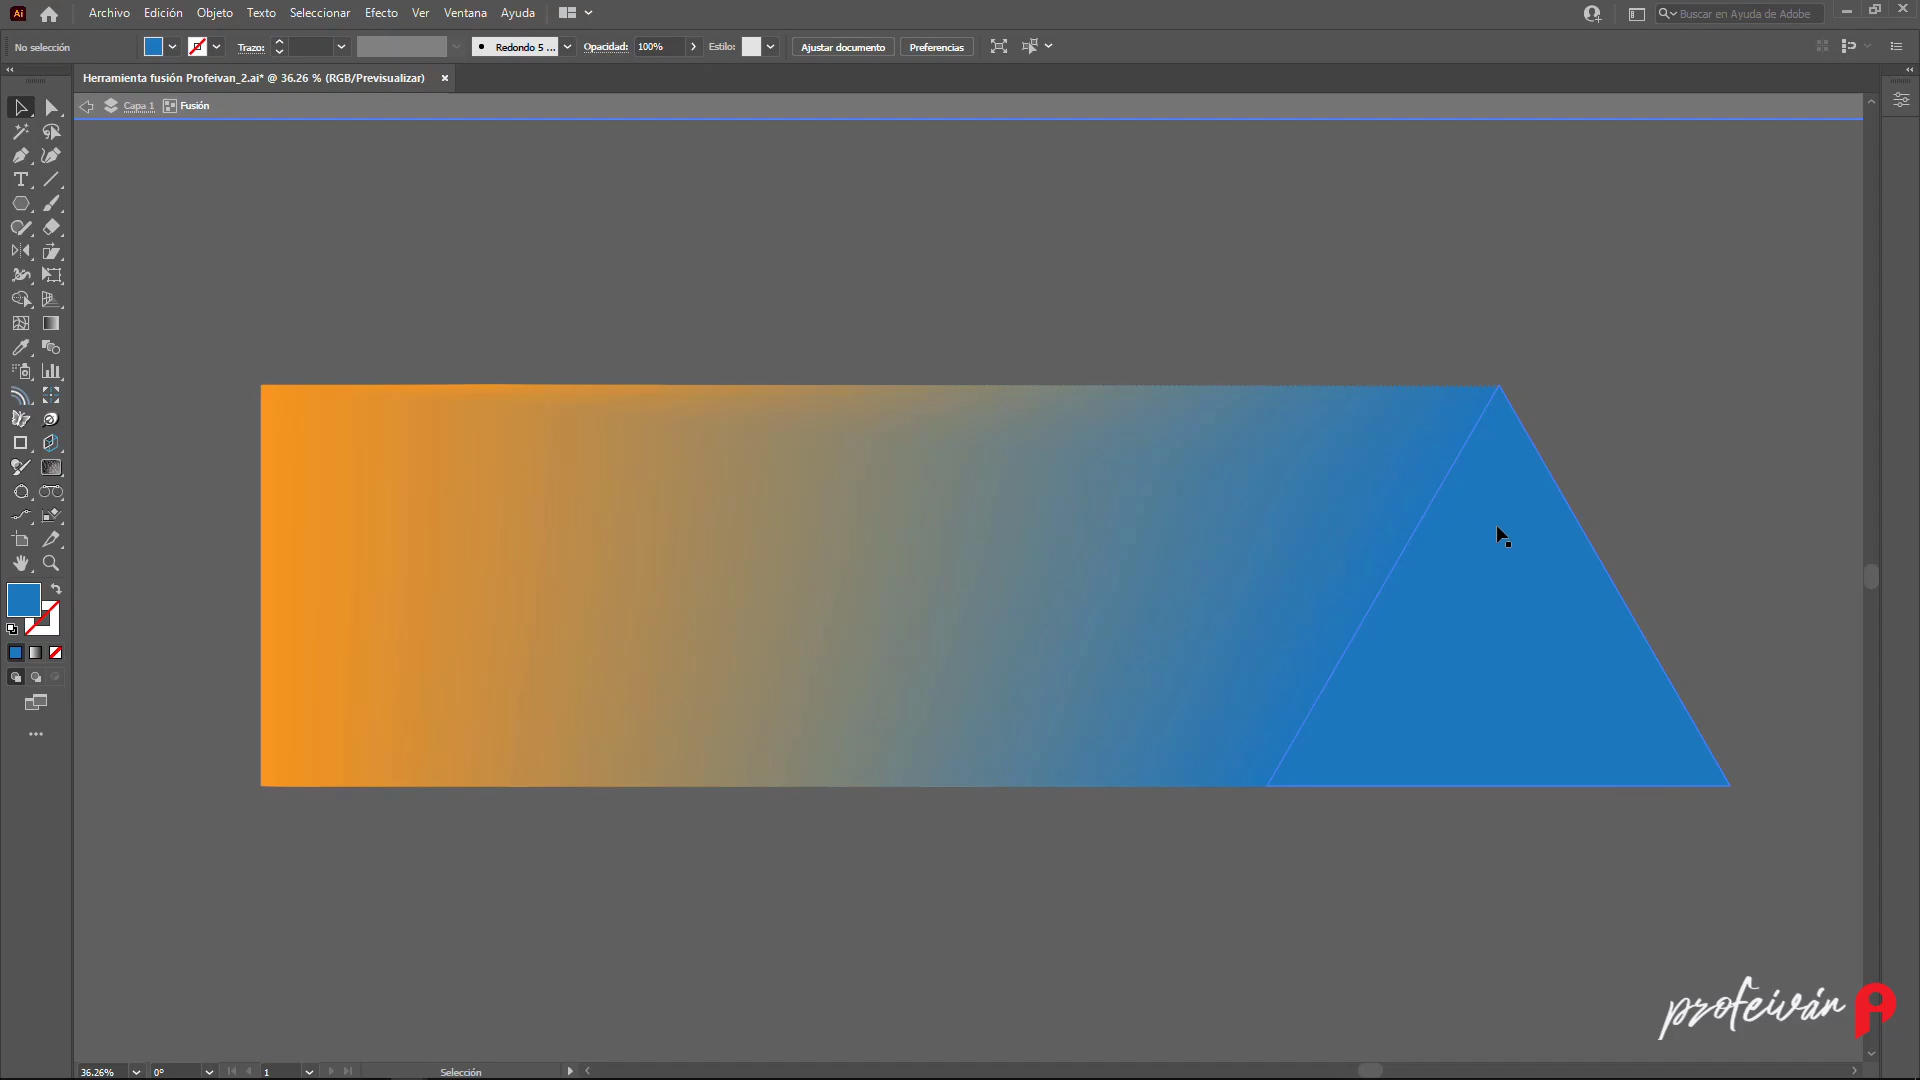 Ai Archivo Edición Objeto Texto Seleccionar Efecto Ver Ventana Ayuda Buscar en Ayuda de Adobe
No selección Trazo: Redondo 5 ... Opacidad: 100% Estilo: Ajustar documento Preferencias
Herramienta fusión Profeivan_2.ai* @ 36.26 % (RGB/Previsualizar)
Capa 1 Fusión
profeiván
36.26% 0° 1 Selección